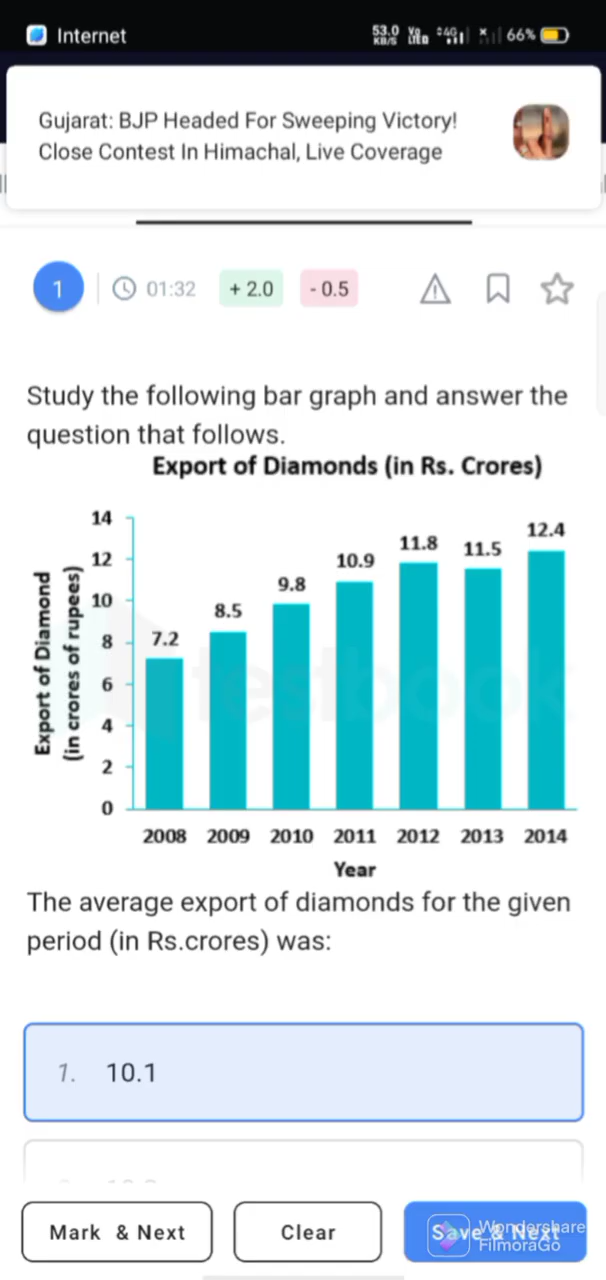 Internet
53.0 KB/S 4G 66%
Gujarat: BJP Headed For Sweeping Victory!
Close Contest In Himachal, Live Coverage
1 01:32 + 2.0 - 0.5
Study the following bar graph and answer the
question that follows.
Export of Diamonds (in Rs. Crores)
Export of Diamond
(in crores of rupees)
14
12
10
8
6
4
2
0
7.2
8.5
9.8
10.9
11.8
11.5
12.4
testbook
2008 2009 2010 2011 2012 2013 2014
Year
The average export of diamonds for the given
period (in Rs.crores) was:
1. 10.1
Mark & Next
Clear
Save & Next
Wondershare
FilmoraGo